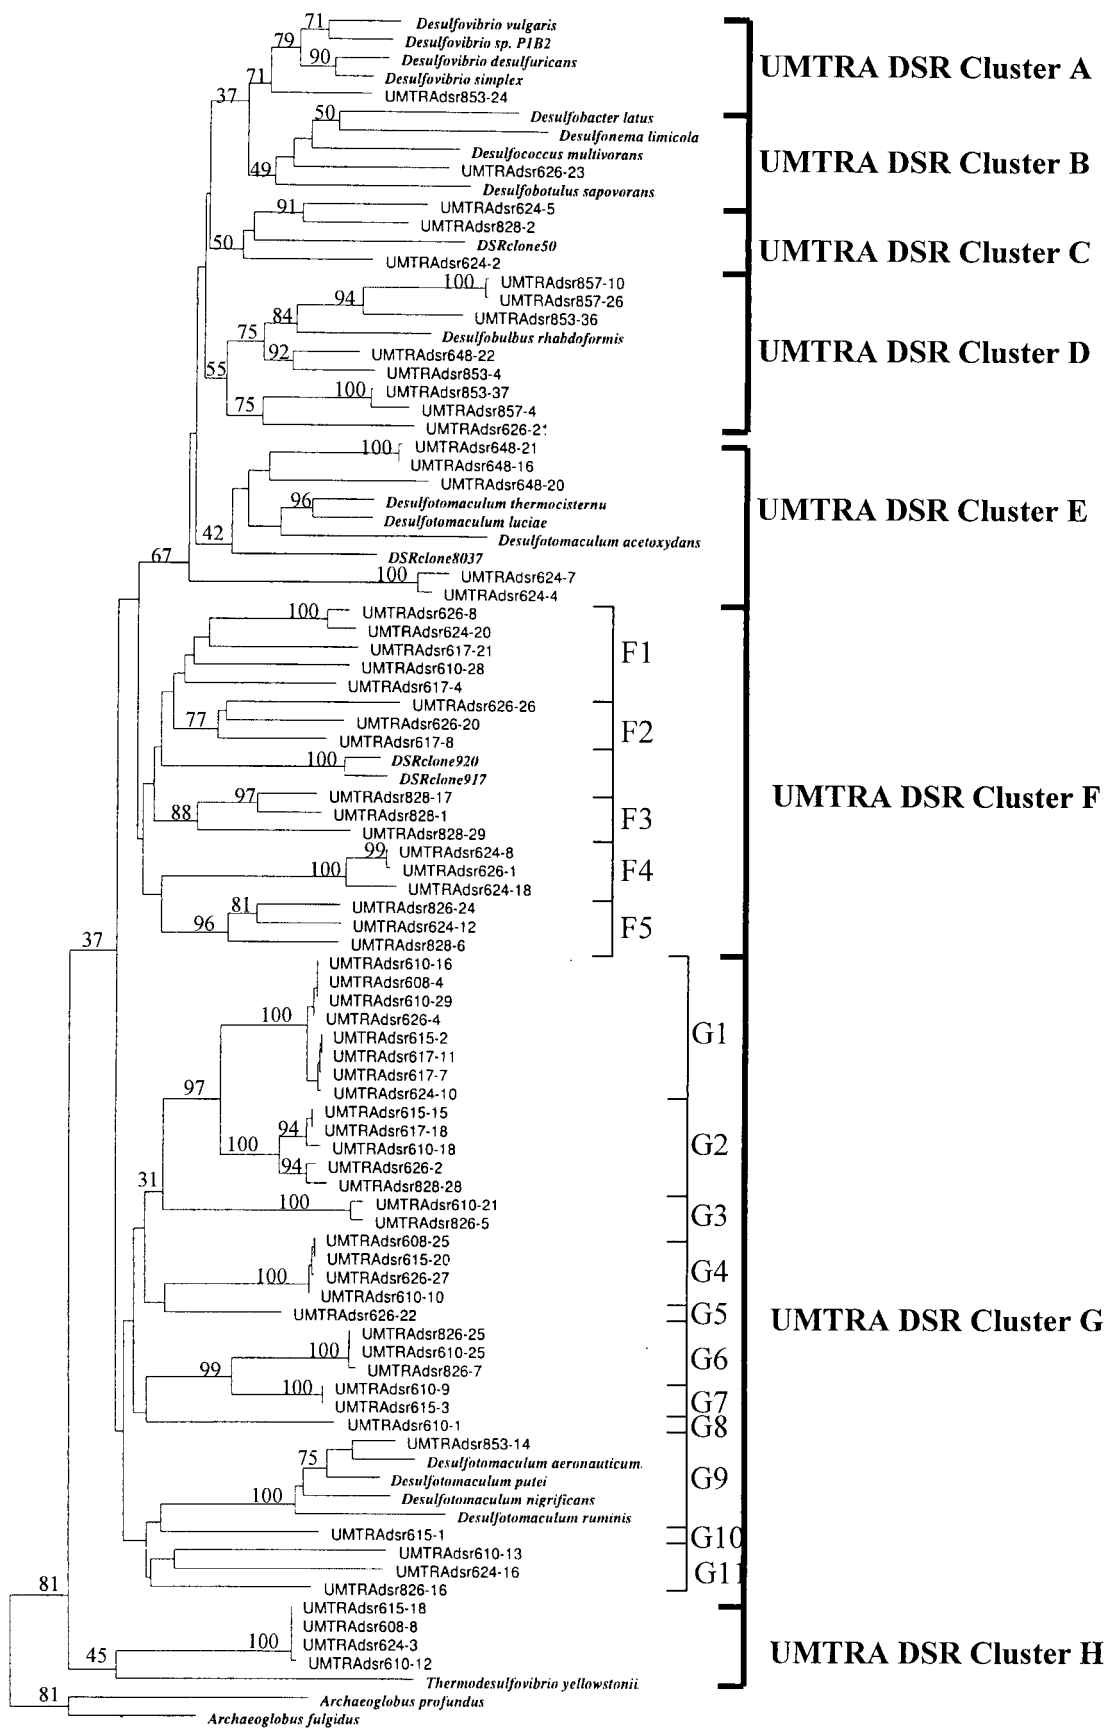 71 Desulfovibrio vulgaris
79 Desulfovibrio sp. P1B2
90 Desulfovibrio desulfuricans
71 Desulfovibrio simplex
UMTRA DSR Cluster A
37 UMTRAdsr853-24
50 Desulfobacter latus
Desulfonema limicola
Desulfococcus multivorans
UMTRA DSR Cluster B
49 UMTRAdsr626-23
Desulfobotulus sapovorans
91 UMTRAdsr624-5
UMTRAdsr828-2
50 DSRclone50
UMTRA DSR Cluster C
UMTRAdsr624-2
100 UMTRAdsr857-10
94 UMTRAdsr857-26
84 UMTRAdsr853-36
75 Desulfobulbus rhabdoformis
92 UMTRAdsr648-22
UMTRA DSR Cluster D
55 UMTRAdsr853-4
100 UMTRAdsr853-37
75 UMTRAdsr857-4
UMTRAdsr626-21
100 UMTRAdsr648-21
UMTRAdsr648-16
UMTRAdsr648-20
96 Desulfotomaculum thermocisternu
Desulfotomaculum luciae
UMTRA DSR Cluster E
42 Desulfotomaculum acetoxydans
67 DSRclone8037
100 UMTRAdsr624-7
UMTRAdsr624-4
100 UMTRAdsr626-8
UMTRAdsr624-20
UMTRAdsr617-21
F1
UMTRAdsr610-28
UMTRAdsr617-4
UMTRAdsr626-26
77 UMTRAdsr626-20
F2
UMTRAdsr617-8
100 DSRclone920
DSRclone917
97 UMTRAdsr828-17
UMTRA DSR Cluster F
88 UMTRAdsr828-1
F3
UMTRAdsr828-29
99 UMTRAdsr624-8
100 UMTRAdsr626-1
F4
UMTRAdsr624-18
81 UMTRAdsr826-24
96 UMTRAdsr624-12
F5
37 UMTRAdsr828-6
UMTRAdsr610-16
UMTRAdsr608-4
UMTRAdsr610-29
100 UMTRAdsr626-4
G1
UMTRAdsr615-2
UMTRAdsr617-11
UMTRAdsr617-7
97 UMTRAdsr624-10
UMTRAdsr615-15
94 UMTRAdsr617-18
100 UMTRAdsr610-18
G2
94 UMTRAdsr626-2
31 UMTRAdsr828-28
100 UMTRAdsr610-21
G3
UMTRAdsr826-5
UMTRAdsr608-25
UMTRAdsr615-20
100 UMTRAdsr626-27
G4
UMTRAdsr610-10
UMTRAdsr626-22
G5
UMTRA DSR Cluster G
UMTRAdsr826-25
100 UMTRAdsr610-25
G6
99 UMTRAdsr826-7
100 UMTRAdsr610-9
G7
UMTRAdsr615-3
UMTRAdsr610-1
G8
UMTRAdsr853-14
75 Desulfotomaculum aeronauticum
Desulfotomaculum putei
G9
100 Desulfotomaculum nigrificans
Desulfotomaculum ruminis
UMTRAdsr615-1
G10
UMTRAdsr610-13
UMTRAdsr624-16
G11
81 UMTRAdsr826-16
UMTRAdsr615-18
UMTRAdsr608-8
100 UMTRAdsr624-3
UMTRA DSR Cluster H
45 UMTRAdsr610-12
Thermodesulfovibrio yellowstonii
81 Archaeoglobus profundus
Archaeoglobus fulgidus